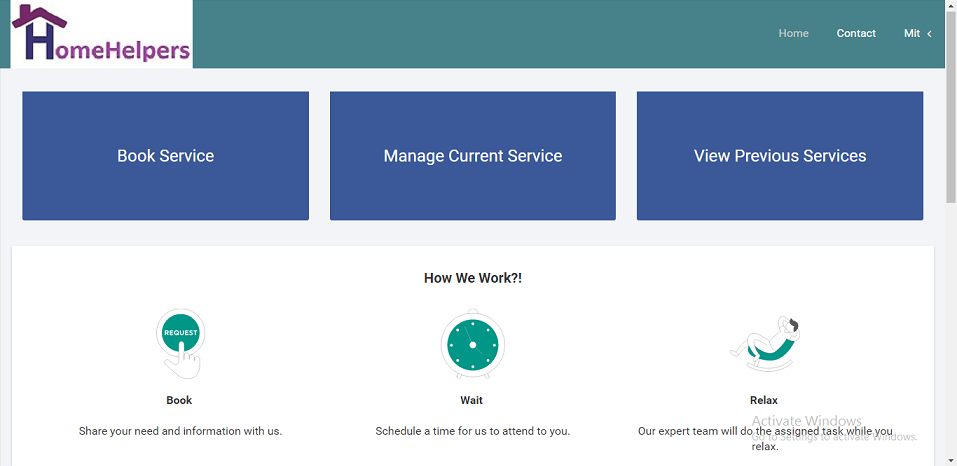 HomeHelpers
Home
Contact
Mit
Book Service
Manage Current Service
View Previous Services
How We Work?!
REQUEST
Book
Wait
Relax
Share your need and information with us.
Schedule a time for us to attend to you.
Our expert team will do the assigned task while you
relax.
Activate Windows
Go to Settings to activate Windows.